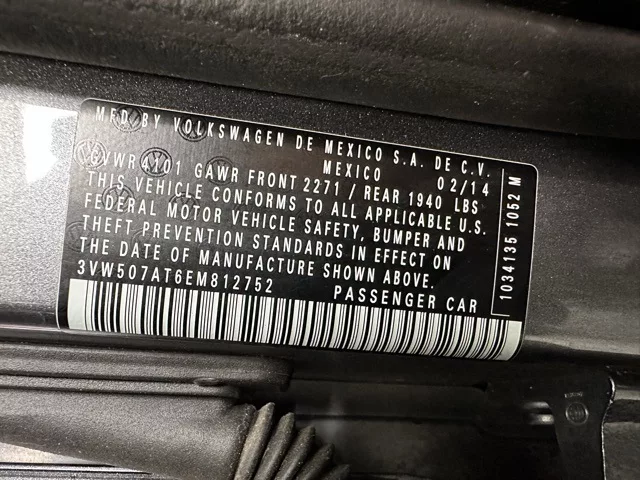 MFD BY VOLKSWAGEN DE MEXICO S.A. DE C.V.
MEXICO 02/14
GVWR 4101 GAWR FRONT 2271 / REAR 1940 LBS
THIS VEHICLE CONFORMS TO ALL APPLICABLE U.S.
FEDERAL MOTOR VEHICLE SAFETY, BUMPER AND
THEFT PREVENTION STANDARDS IN EFFECT ON
THE DATE OF MANUFACTURE SHOWN ABOVE.
3VW507AT6EM812752 PASSENGER CAR
1034135 1052 M